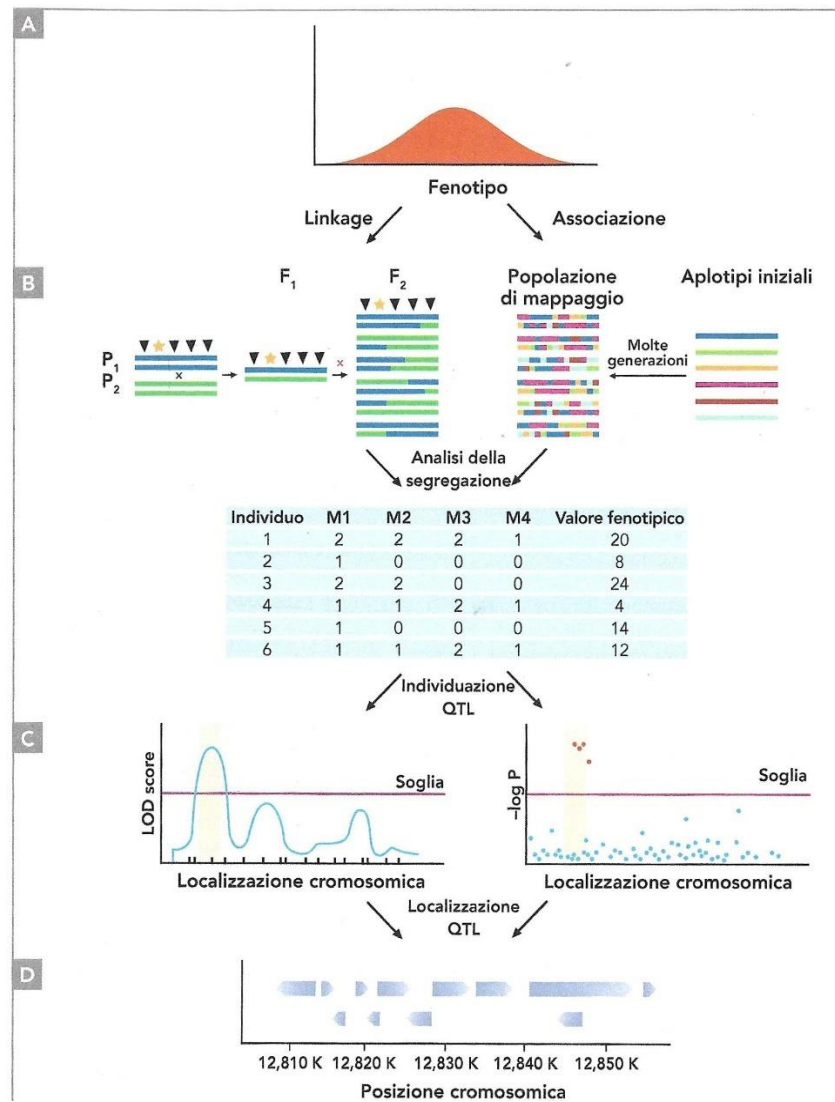 A
Fenotipo
Linkage
Associazione
B
F1
F2
Popolazione
di mappaggio
Aplotipi iniziali
P1
×
P2
×
Molte
generazioni
Analisi della
segregazione
Individuo M1 M2 M3 M4 Valore fenotipico
1 2 2 2 1 20
2 1 0 0 0 8
3 2 2 0 0 24
4 1 1 2 1 4
5 1 0 0 0 14
6 1 1 2 1 12
Individuazione
QTL
C
LOD score
Soglia
Localizzazione cromosomica
–log P
Soglia
Localizzazione cromosomica
Localizzazione
QTL
D
12,810 K 12,820 K 12,830 K 12,840 K 12,850 K
Posizione cromosomica